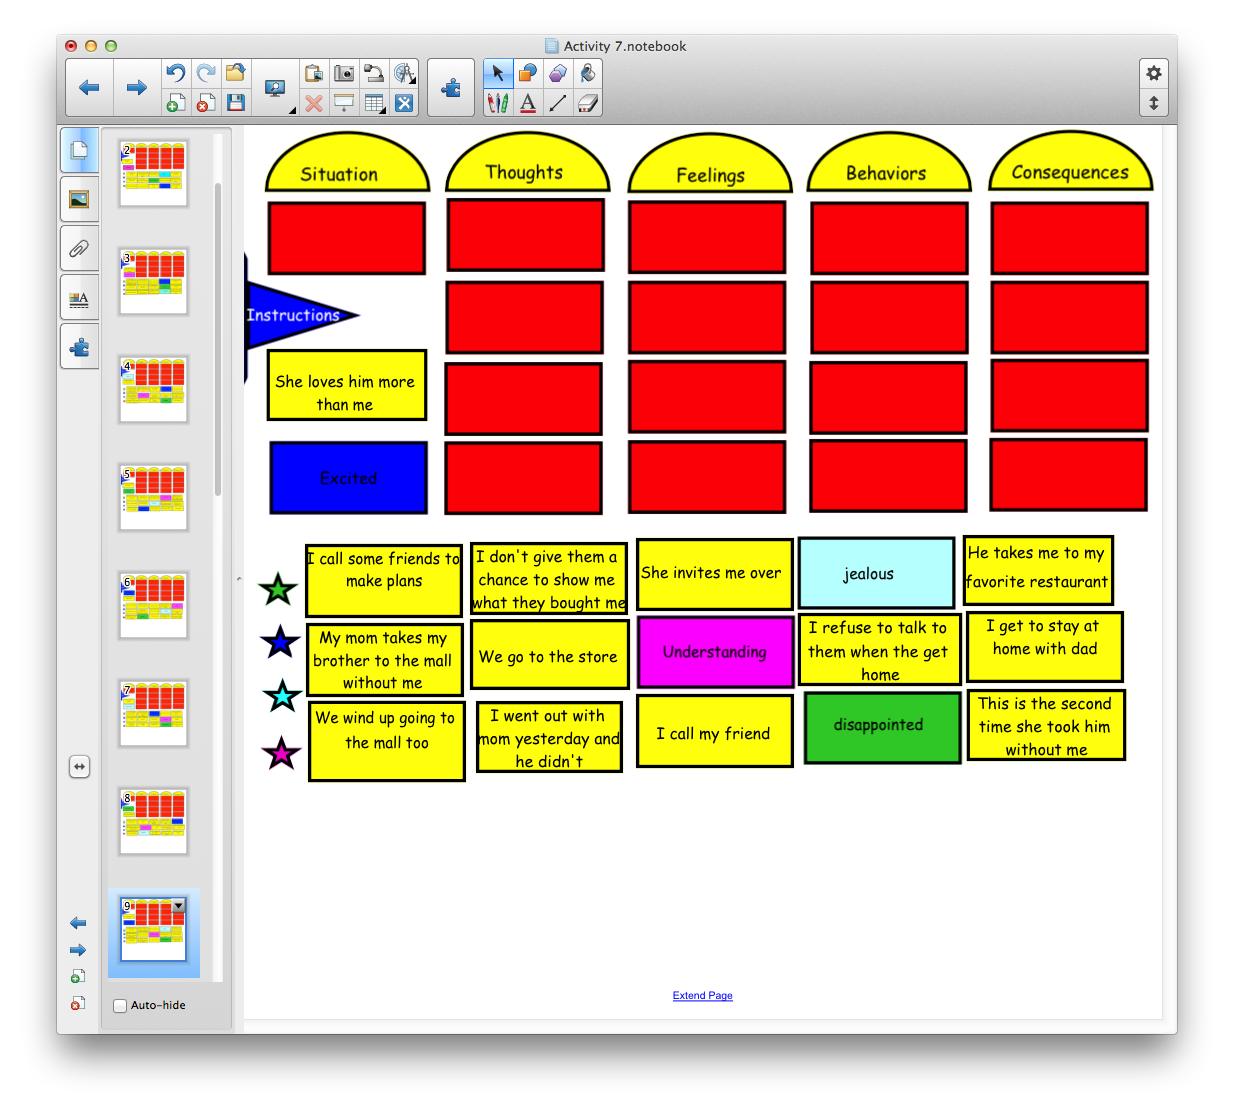 Activity 7.notebook
2
3
4
5
6
7
8
9
Auto-hide
Situation
Thoughts
Feelings
Behaviors
Consequences
Instructions
She loves him more
than me
Excited
I call some friends to
make plans
I don't give them a
chance to show me
what they bought me
She invites me over
jealous
He takes me to my
favorite restaurant
My mom takes my
brother to the mall
without me
We go to the store
Understanding
I refuse to talk to
them when the get
home
I get to stay at
home with dad
We wind up going to
the mall too
I went out with
mom yesterday and
he didn't
I call my friend
disappointed
This is the second
time she took him
without me
Extend Page